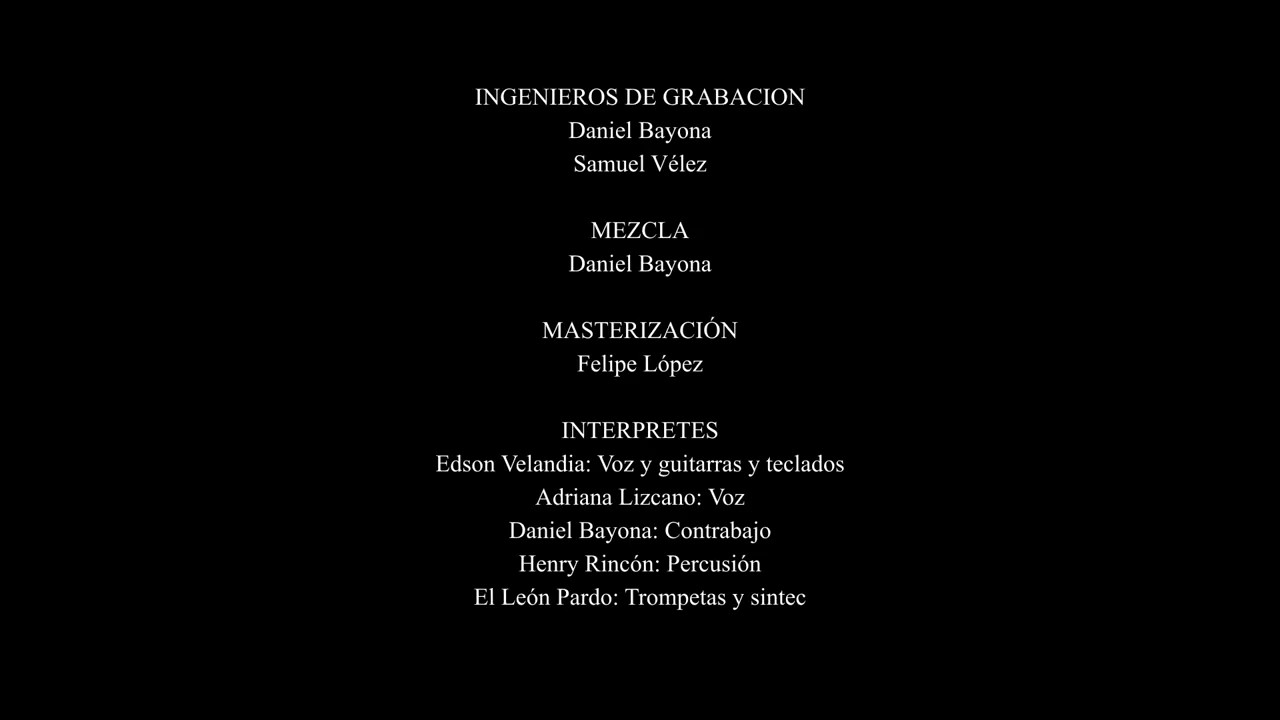 INGENIEROS DE GRABACION
Daniel Bayona
Samuel Vélez
MEZCLA
Daniel Bayona
MASTERIZACIÓN
Felipe López
INTERPRETES
Edson Velandia: Voz y guitarras y teclados
Adriana Lizcano: Voz
Daniel Bayona: Contrabajo
Henry Rincón: Percusión
El León Pardo: Trompetas y sintec